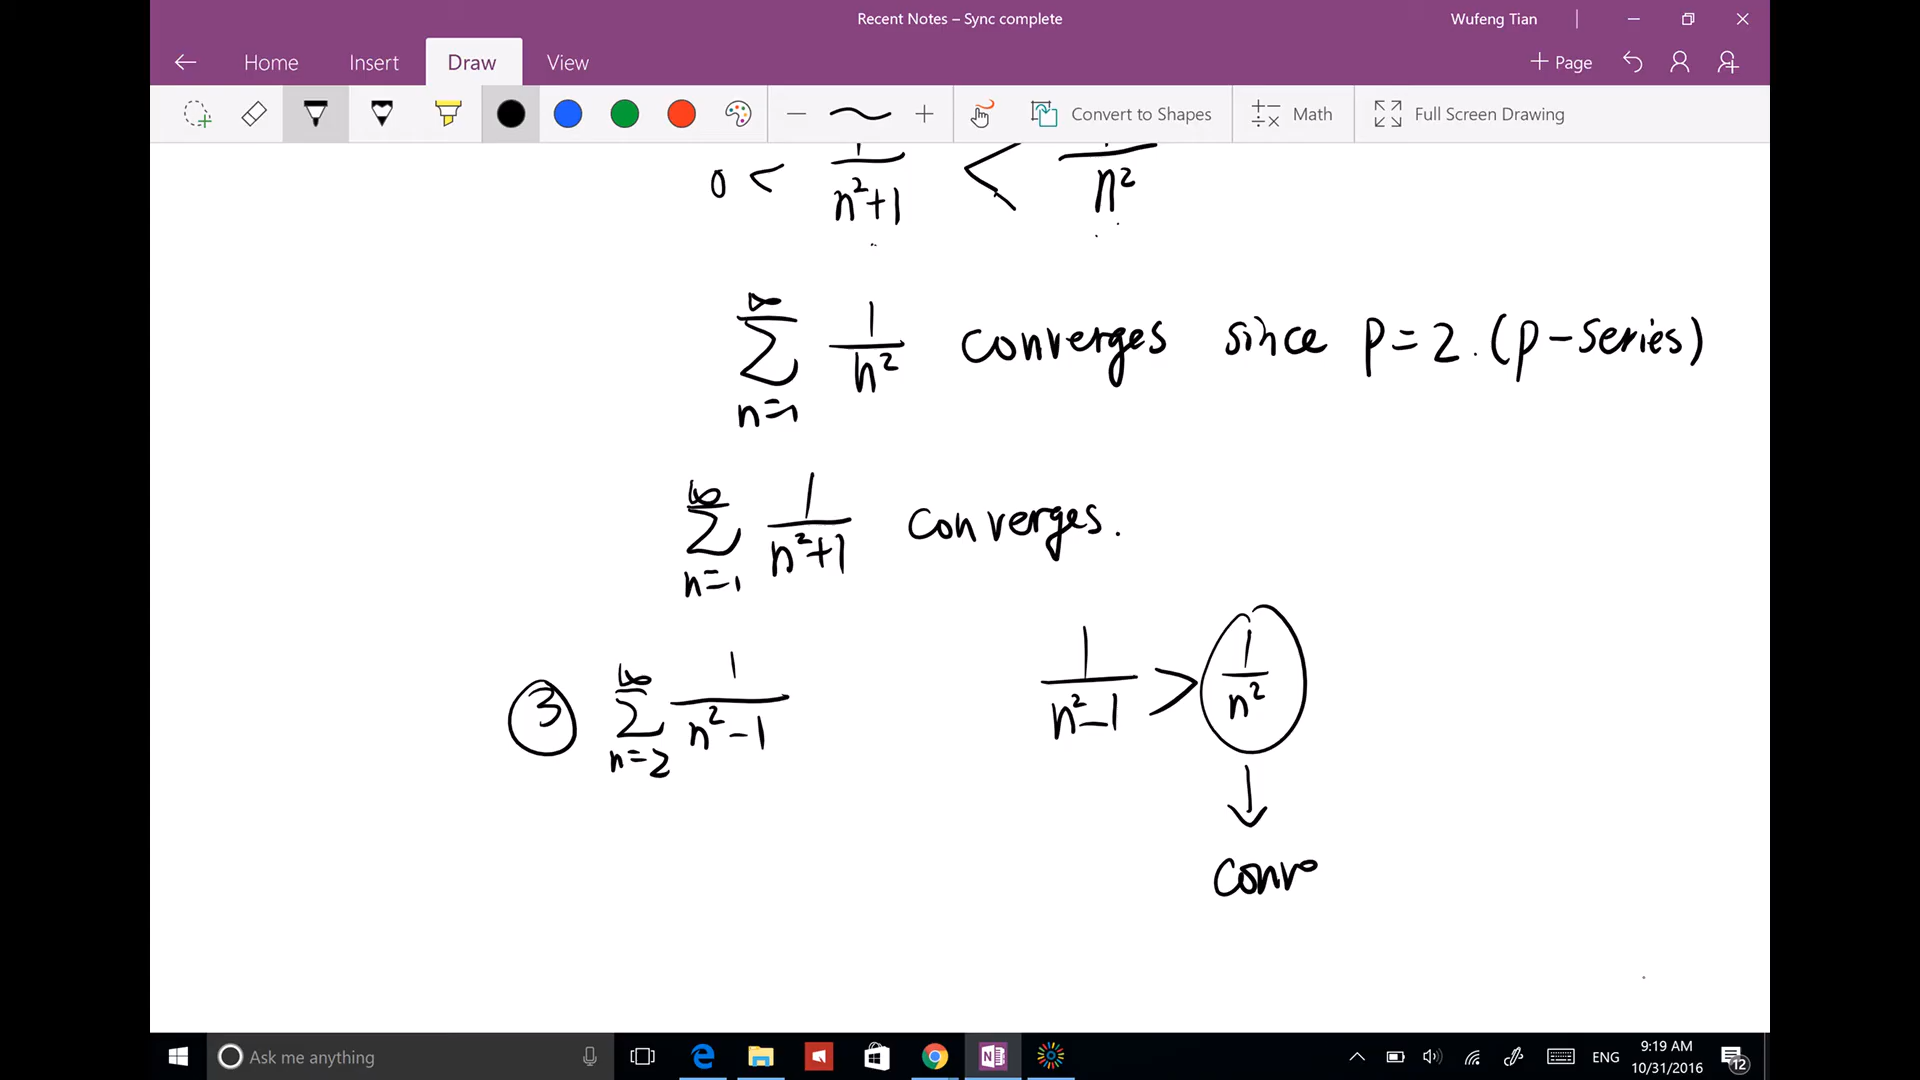 Recent Notes – Sync complete
Wufeng Tian
Home Insert Draw View
Page
Convert to Shapes Math Full Screen Drawing
0 < 1/(n²+1) < 1/n²
∞ ∑ n=1 1/n² converges since p=2. (p-series)
∞ ∑ n=1 1/(n²+1) converges.
③ ∞ ∑ n=2 1/(n²-1) 1/(n²-1) > 1/n²
↓
conve
Ask me anything
ENG
9:19 AM
10/31/2016
12